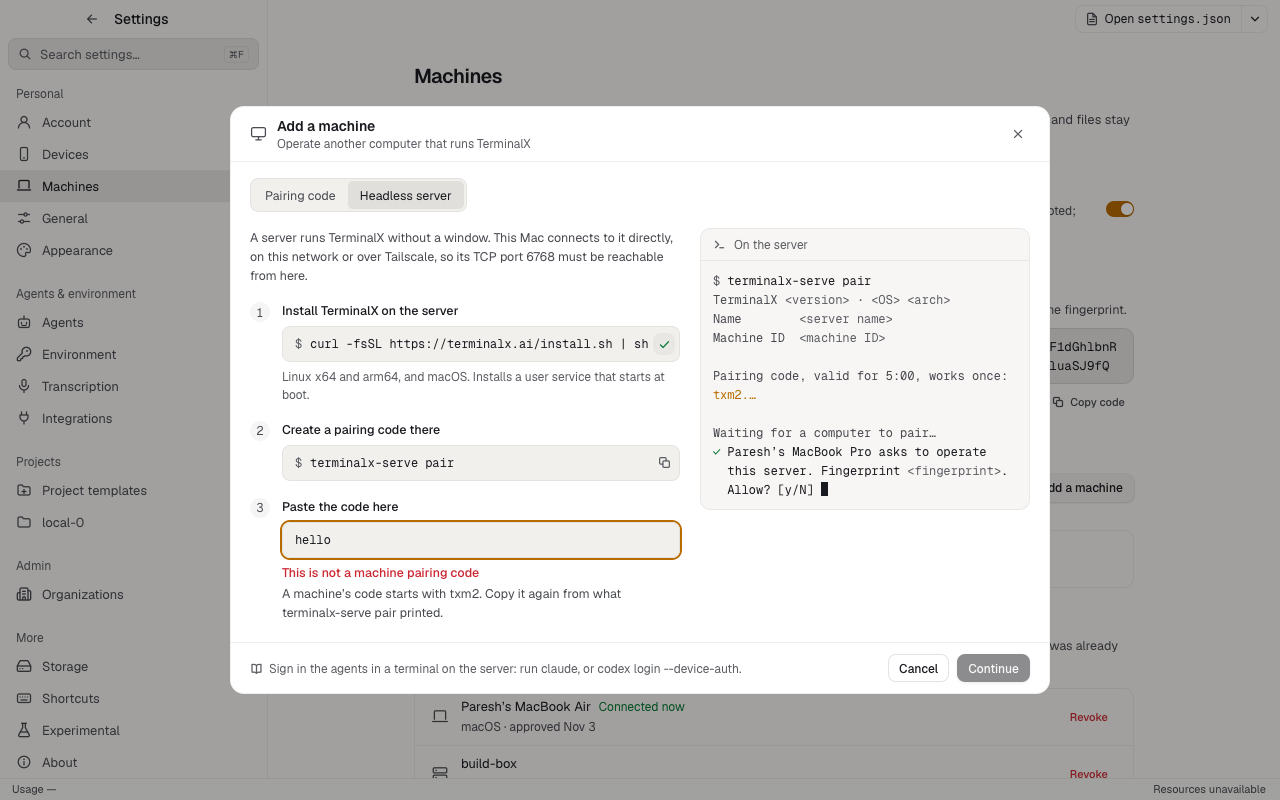 Settings
Open settings.json
Search settings...
⌘F
Personal
Account
Devices
Machines
General
Appearance
Agents & environment
Agents
Environment
Transcription
Integrations
Projects
Project templates
local-0
Admin
Organizations
More
Storage
Shortcuts
Experimental
About
Machines
and files stay
Add a machine
Operate another computer that runs TerminalX
Pairing code
Headless server
A server runs TerminalX without a window. This Mac connects to it directly,
on this network or over Tailscale, so its TCP port 6768 must be reachable
from here.
1
Install TerminalX on the server
$ curl -fsSL https://terminalx.ai/install.sh | sh
Linux x64 and arm64, and macOS. Installs a user service that starts at
boot.
2
Create a pairing code there
$ terminalx-serve pair
3
Paste the code here
hello
This is not a machine pairing code
A machine's code starts with txm2. Copy it again from what
terminalx-serve pair printed.
On the server
$ terminalx-serve pair
TerminalX <version> · <OS> <arch>
Name <server name>
Machine ID <machine ID>
Pairing code, valid for 5:00, works once:
txm2.…
Waiting for a computer to pair…
✓ Paresh's MacBook Pro asks to operate
this server. Fingerprint <fingerprint>.
Allow? [y/N]
Sign in the agents in a terminal on the server: run claude, or codex login --device-auth.
Cancel
Continue
oted;
fingerprint.
F1dGhlbnR
luaSJ9fQ
Copy code
dd a machine
was already
Paresh's MacBook Air Connected now
macOS · approved Nov 3
Revoke
build-box
Revoke
Usage —
Resources unavailable